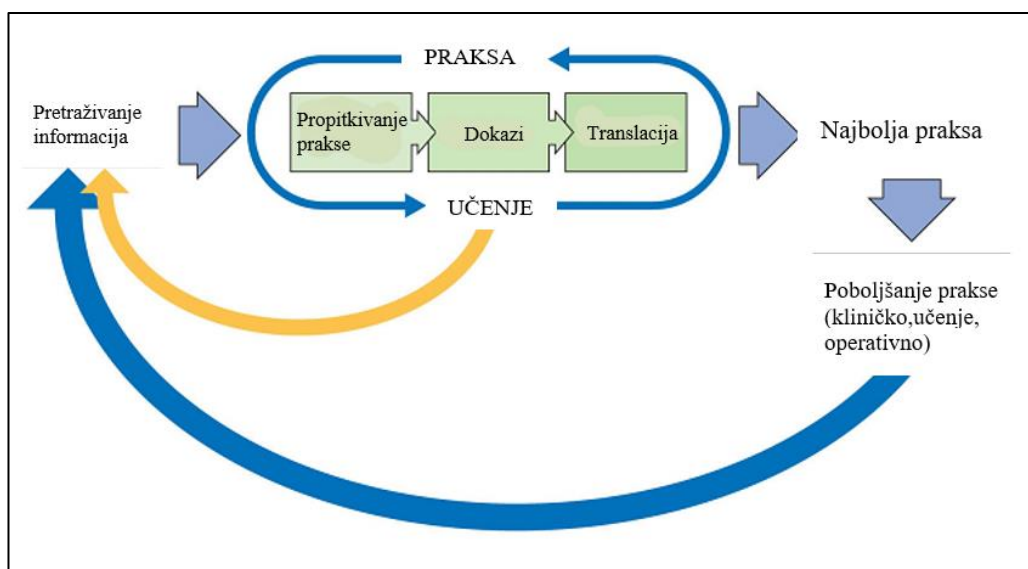 PRAKSA
Pretraživanje
informacija
Propitkivanje
prakse
Dokazi
Translacija
Najbolja praksa
UČENJE
Poboljšanje prakse
(kliničko,učenje,
operativno)